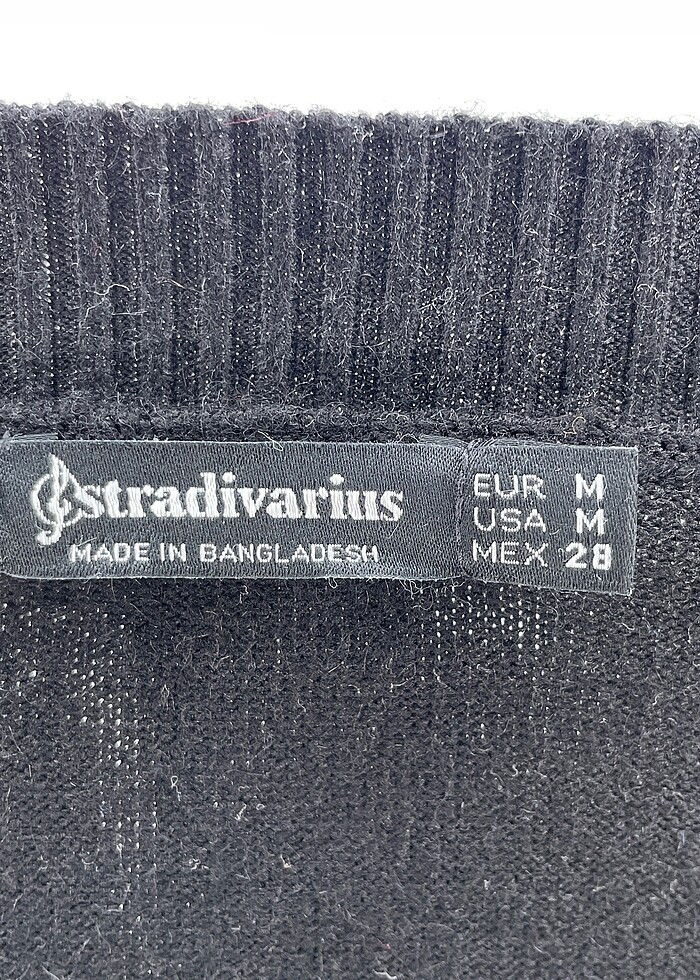 stradivarius
MADE IN BANGLADESH
EUR M
USA M
MEX 28